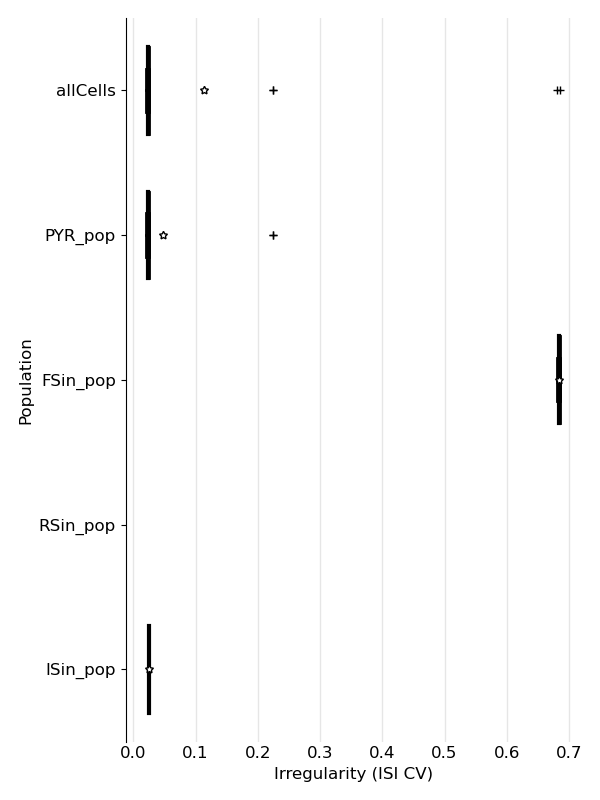 allCells
PYR_pop
FSin_pop
RSin_pop
ISin_pop
Population
0.0 0.1 0.2 0.3 0.4 0.5 0.6 0.7
Irregularity (ISI CV)